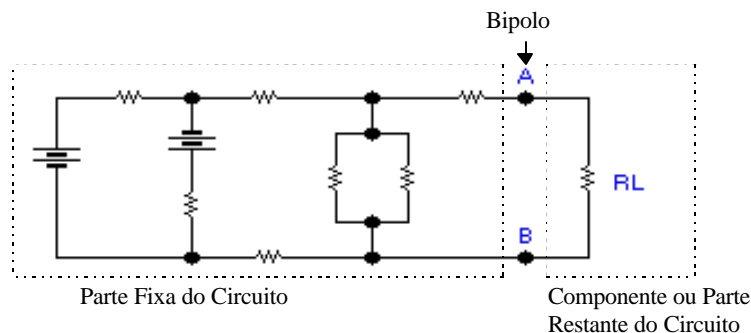 Bipolo
A
RL
B
Parte Fixa do Circuito
Componente ou Parte
Restante do Circuito